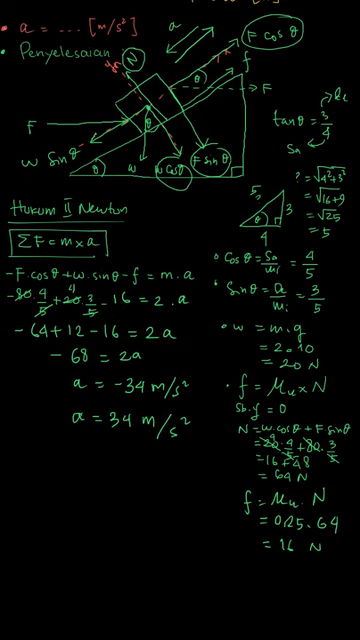 • a = .... [m/s²]
• Penyelesaian
a
N
F cos θ
f
θ
F
F
θ
w sin θ
θ
w
w cos θ
F sin θ
tan θ = 3/4
de
sa
? = √4²+3²
= √16+9
= √25
= 5
5
3
θ
4
Hukum II Newton
ΣF = m × a
-F cos θ + w. sin θ - f = m. a
-80. 4/5 + 20. 3/5 - 16 = 2. a
4
- 64 + 12 - 16 = 2a
- 68 = 2a
a = - 34 m/s²
a = 34 m/s²
• cos θ = sa/mi = 4/5
• sin θ = de/mi = 3/5
• w = m. g
= 2. 10
= 20 N
• f = μk × N
sb. y = 0
N = w. cos θ + F sin θ
= 20. 4/5 + 80. 3/5
= 16 + 48
= 64 N
f = μk. N
= 0,25. 64
= 16 N